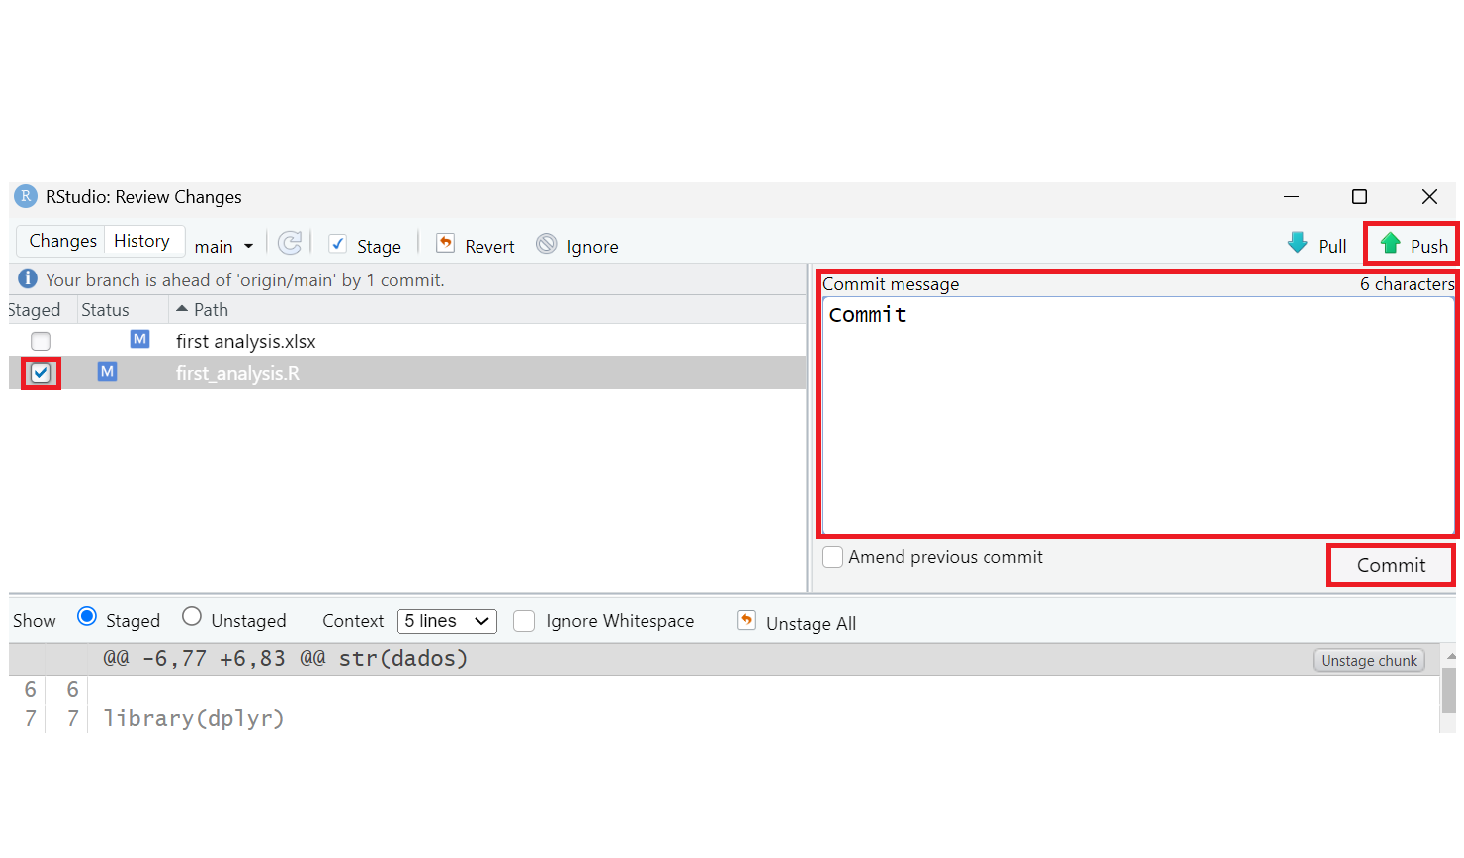 R RStudio: Review Changes
Changes History main Stage Revert Ignore Pull Push
Your branch is ahead of 'origin/main' by 1 commit.
Commit message 6 characters
Staged Status Path
Commit
M first analysis.xlsx
M first_analysis.R
Amend previous commit
Commit
Show Staged Unstaged Context 5 lines Ignore Whitespace Unstage All
@@ -6,77 +6,83 @@ str(dados) Unstage chunk
6 6
7 7 library(dplyr)